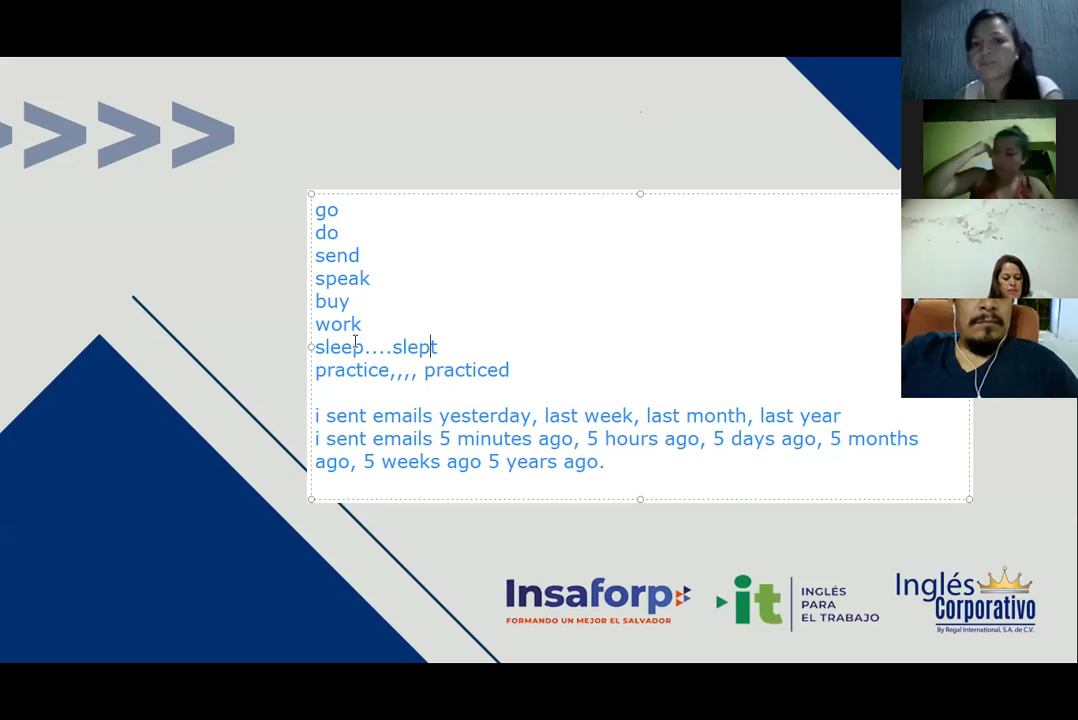 go
do
send
speak
buy
work
sleep....slept
practice,,,, practiced
i sent emails yesterday, last week, last month, last year
i sent emails 5 minutes ago, 5 hours ago, 5 days ago, 5 months
ago, 5 weeks ago 5 years ago.
Insaforp
FORMANDO UN MEJOR EL SALVADOR
it
INGLÉS
PARA
EL TRABAJO
Inglés
Corporativo
By Regal International, S.A. de C.V.